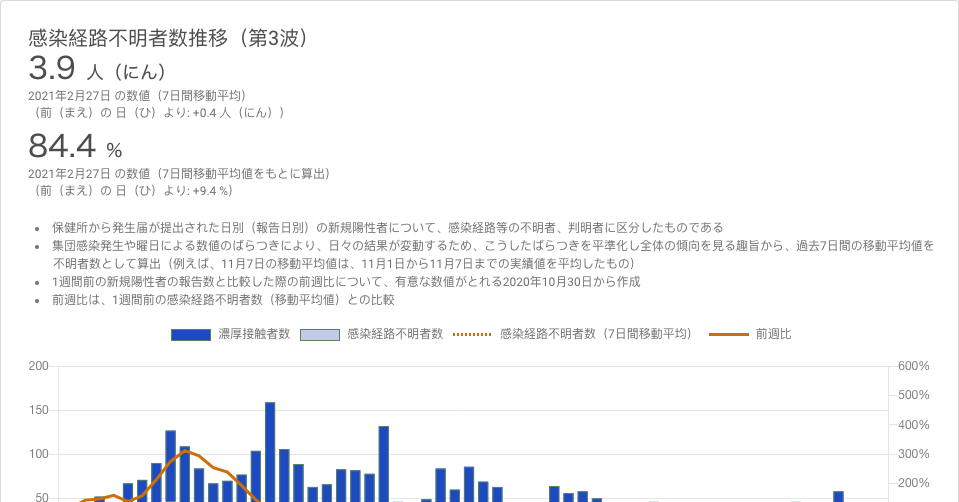 感染経路不明者数推移（第3波）
3.9 人（にん）
2021年2月27日 の数値（7日間移動平均）
（前（まえ）の 日（ひ）より: +0.4 人（にん））
84.4 %
2021年2月27日 の数値（7日間移動平均値をもとに算出）
（前（まえ）の 日（ひ）より: +9.4 %）
保健所から発生届が提出された日別（報告日別）の新規陽性者について、感染経路等の不明者、判明者に区分したものである
集団感染発生や曜日による数値のばらつきにより、日々の結果が変動するため、こうしたばらつきを平準化し全体の傾向を見る趣旨から、過去7日間の移動平均値を
不明者数として算出（例えば、11月7日の移動平均値は、11月1日から11月7日までの実績値を平均したもの）
1週間前の新規陽性者の報告数と比較した際の前週比について、有意な数値がとれる2020年10月30日から作成
前週比は、1週間前の感染経路不明者数（移動平均値）との比較
濃厚接触者数 感染経路不明者数 感染経路不明者数（7日間移動平均） 前週比
200 600%
500%
150
400%
100 300%
200%
50